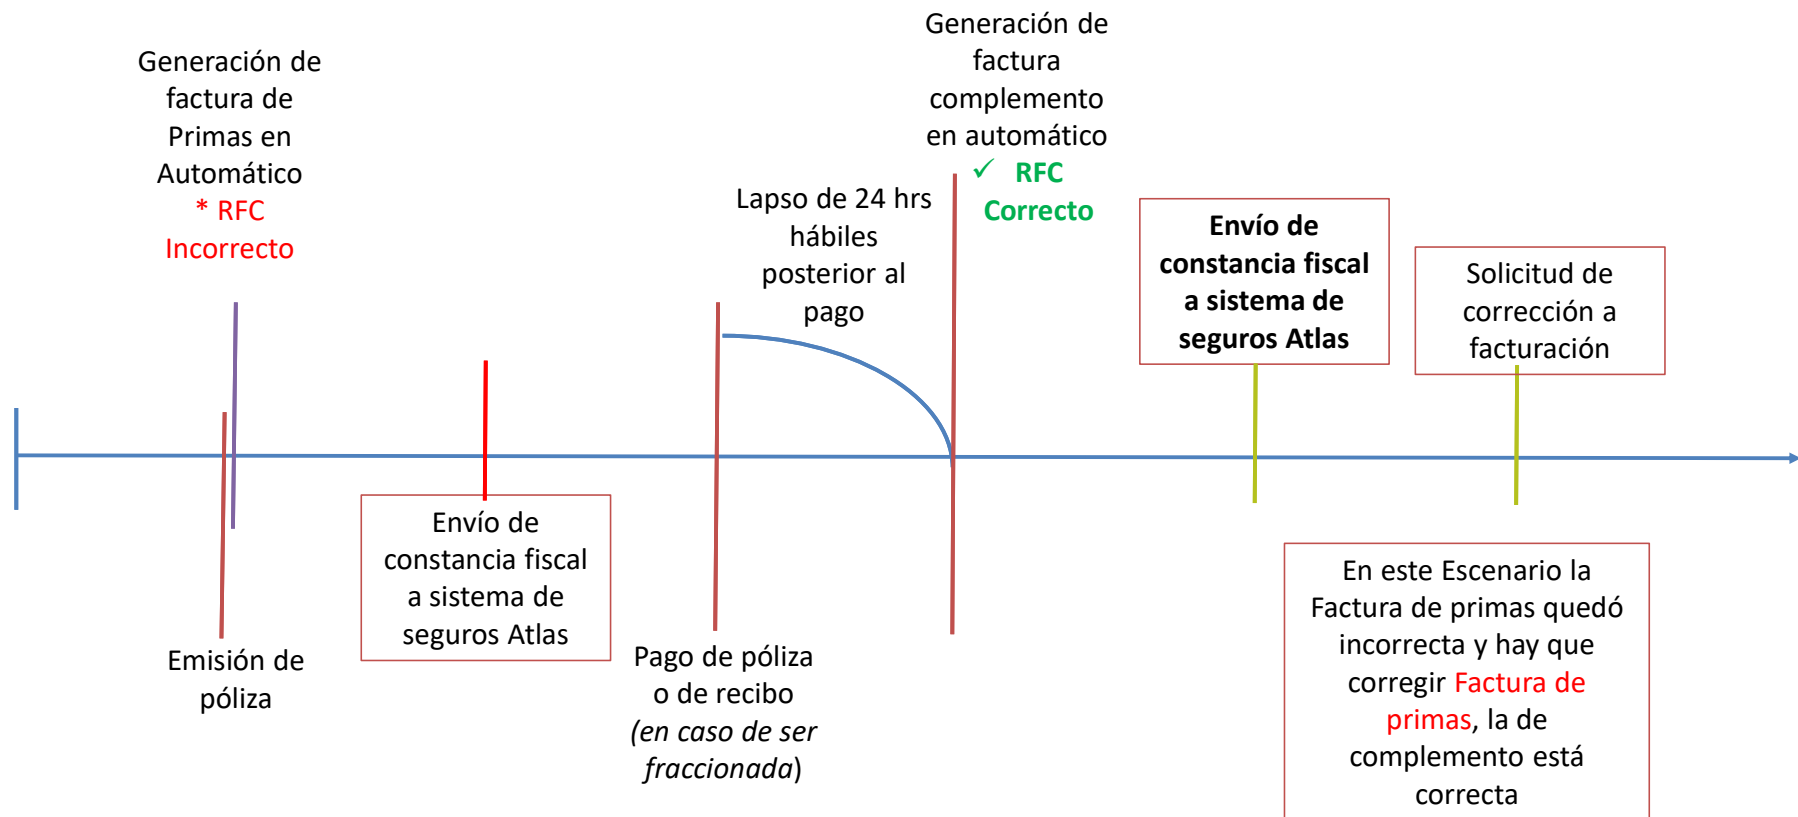 Generación de
factura de
Primas en
Automático
* RFC
Incorrecto
Emisión de
póliza
Envío de
constancia fiscal
a sistema de
seguros Atlas
Pago de póliza
o de recibo
(en caso de ser
fraccionada)
Lapso de 24 hrs
hábiles
posterior al
pago
Generación de
factura
complemento
en automático
✓ RFC
Correcto
Envío de
constancia fiscal
a sistema de
seguros Atlas
Solicitud de
corrección a
facturación
En este Escenario la
Factura de primas quedó
incorrecta y hay que
corregir Factura de
primas, la de
complemento está
correcta